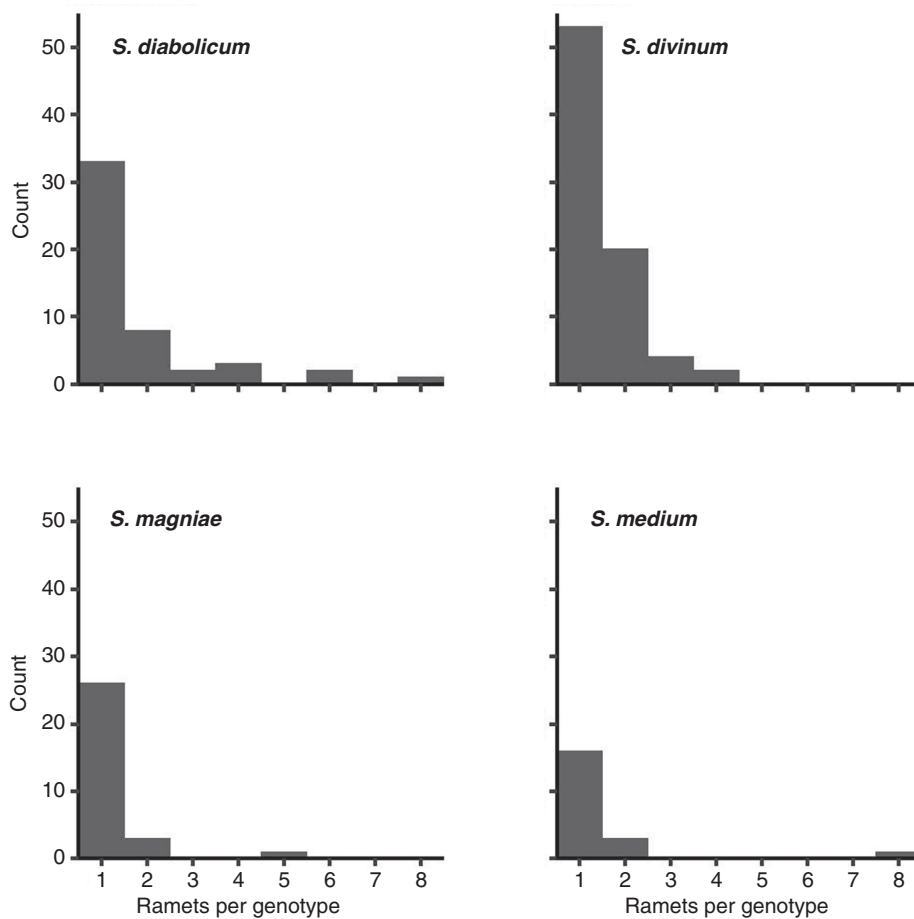 S. diabolicum
50
40
30
20
10
0
Count
S. divinum
S. magniae
50
40
30
20
10
0
Count
1 2 3 4 5 6 7 8
Ramets per genotype
S. medium
1 2 3 4 5 6 7 8
Ramets per genotype